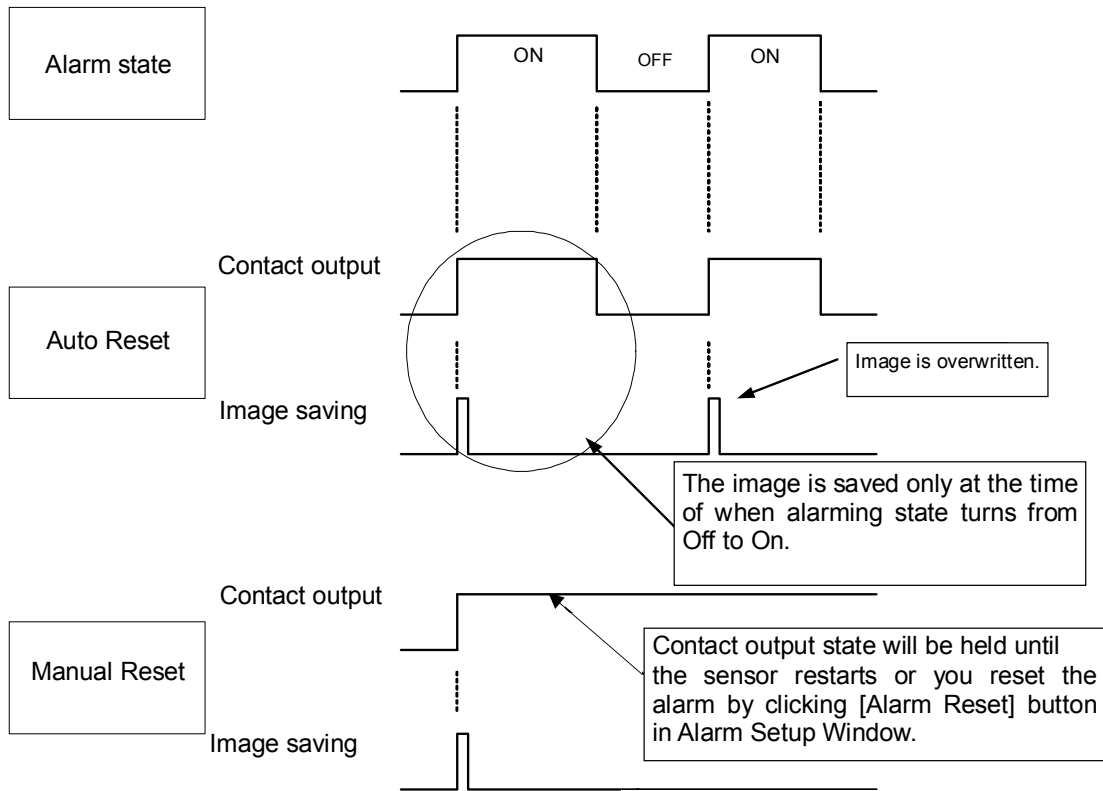 Alarm state
ON
OFF
ON
Contact output
Auto Reset
Image is overwritten.
Image saving
The image is saved only at the time
of when alarming state turns from
Off to On.
Contact output
Manual Reset
Contact output state will be held until
the sensor restarts or you reset the
alarm by clicking [Alarm Reset] button
in Alarm Setup Window.
Image saving